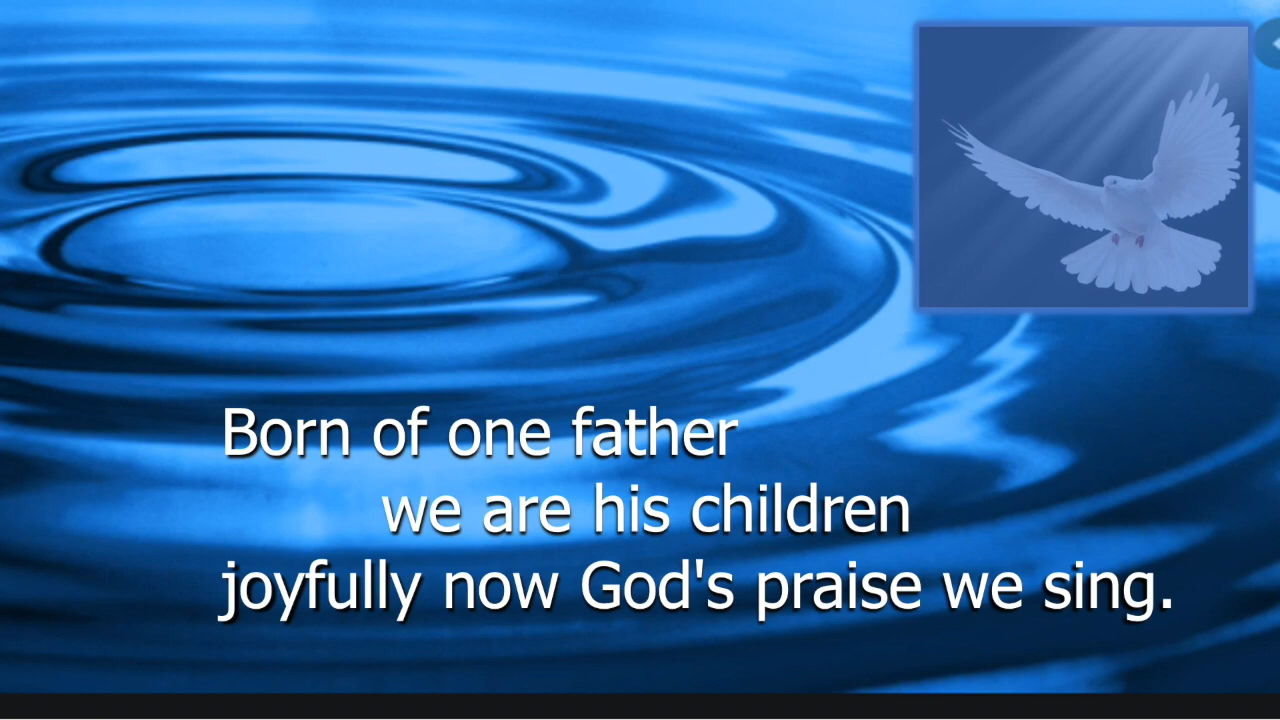 Born of one father
we are his children
joyfully now God's praise we sing.